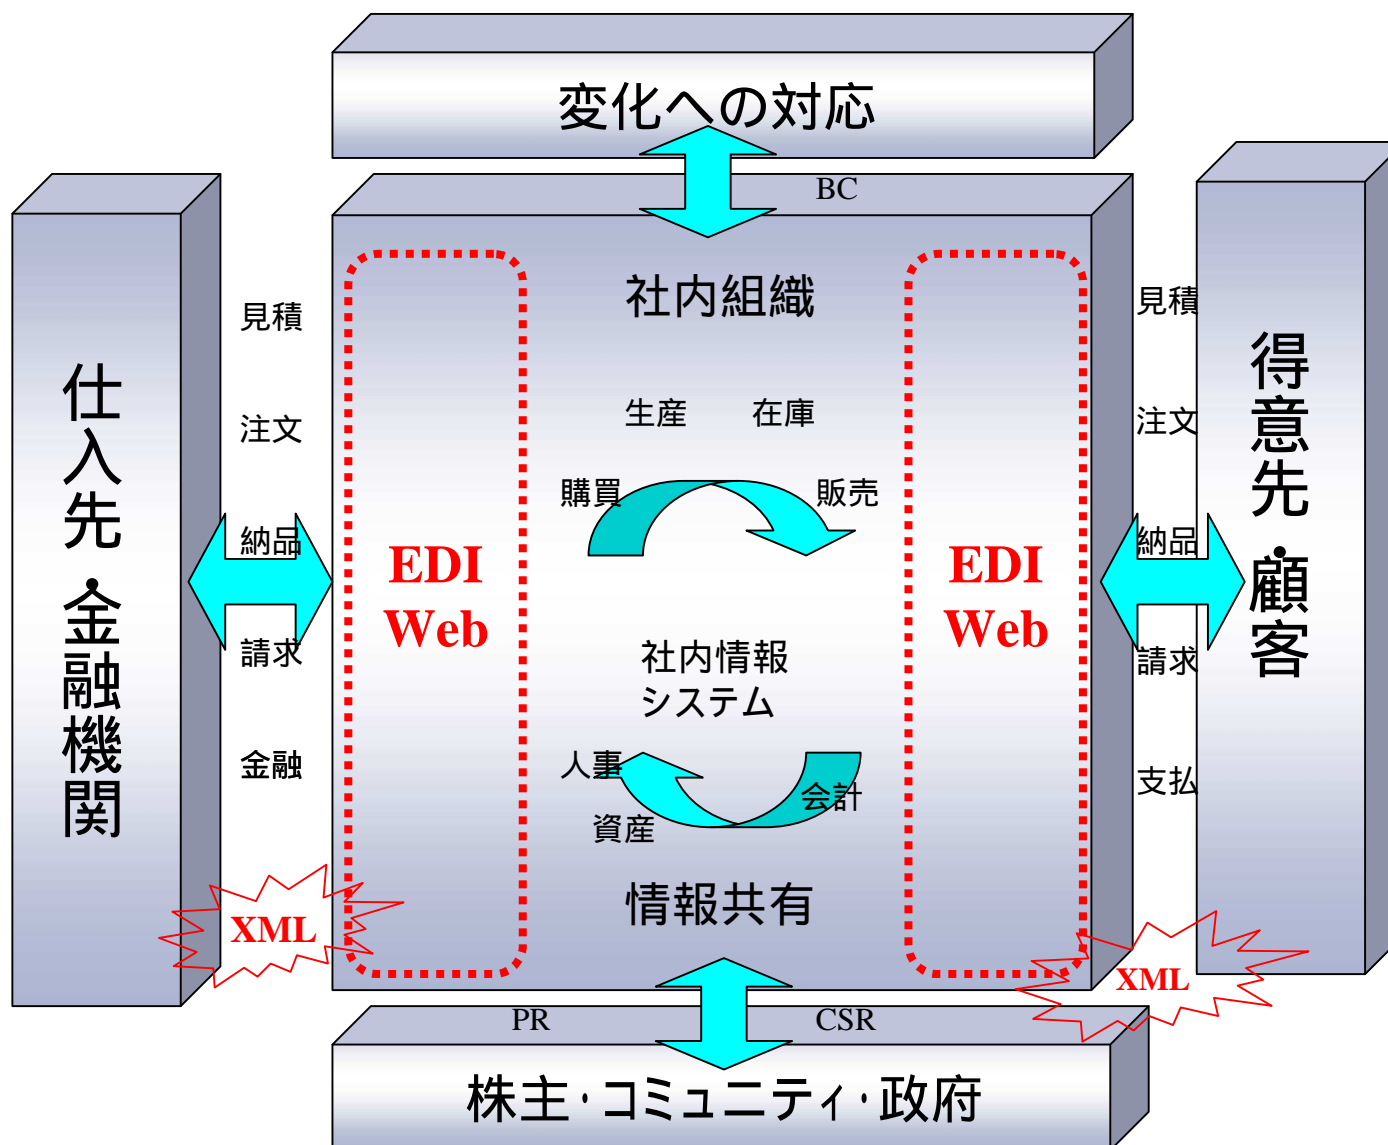 変化への対応
BC
仕入先・金融機関
見積
注文
納品
請求
金融
XML
EDI
Web
社内組織
生産
在庫
購買
販売
社内情報
システム
人事
会計
資産
情報共有
EDI
Web
見積
注文
納品
請求
支払
XML
得意先・顧客
PR
CSR
株主・コミュニティ・政府